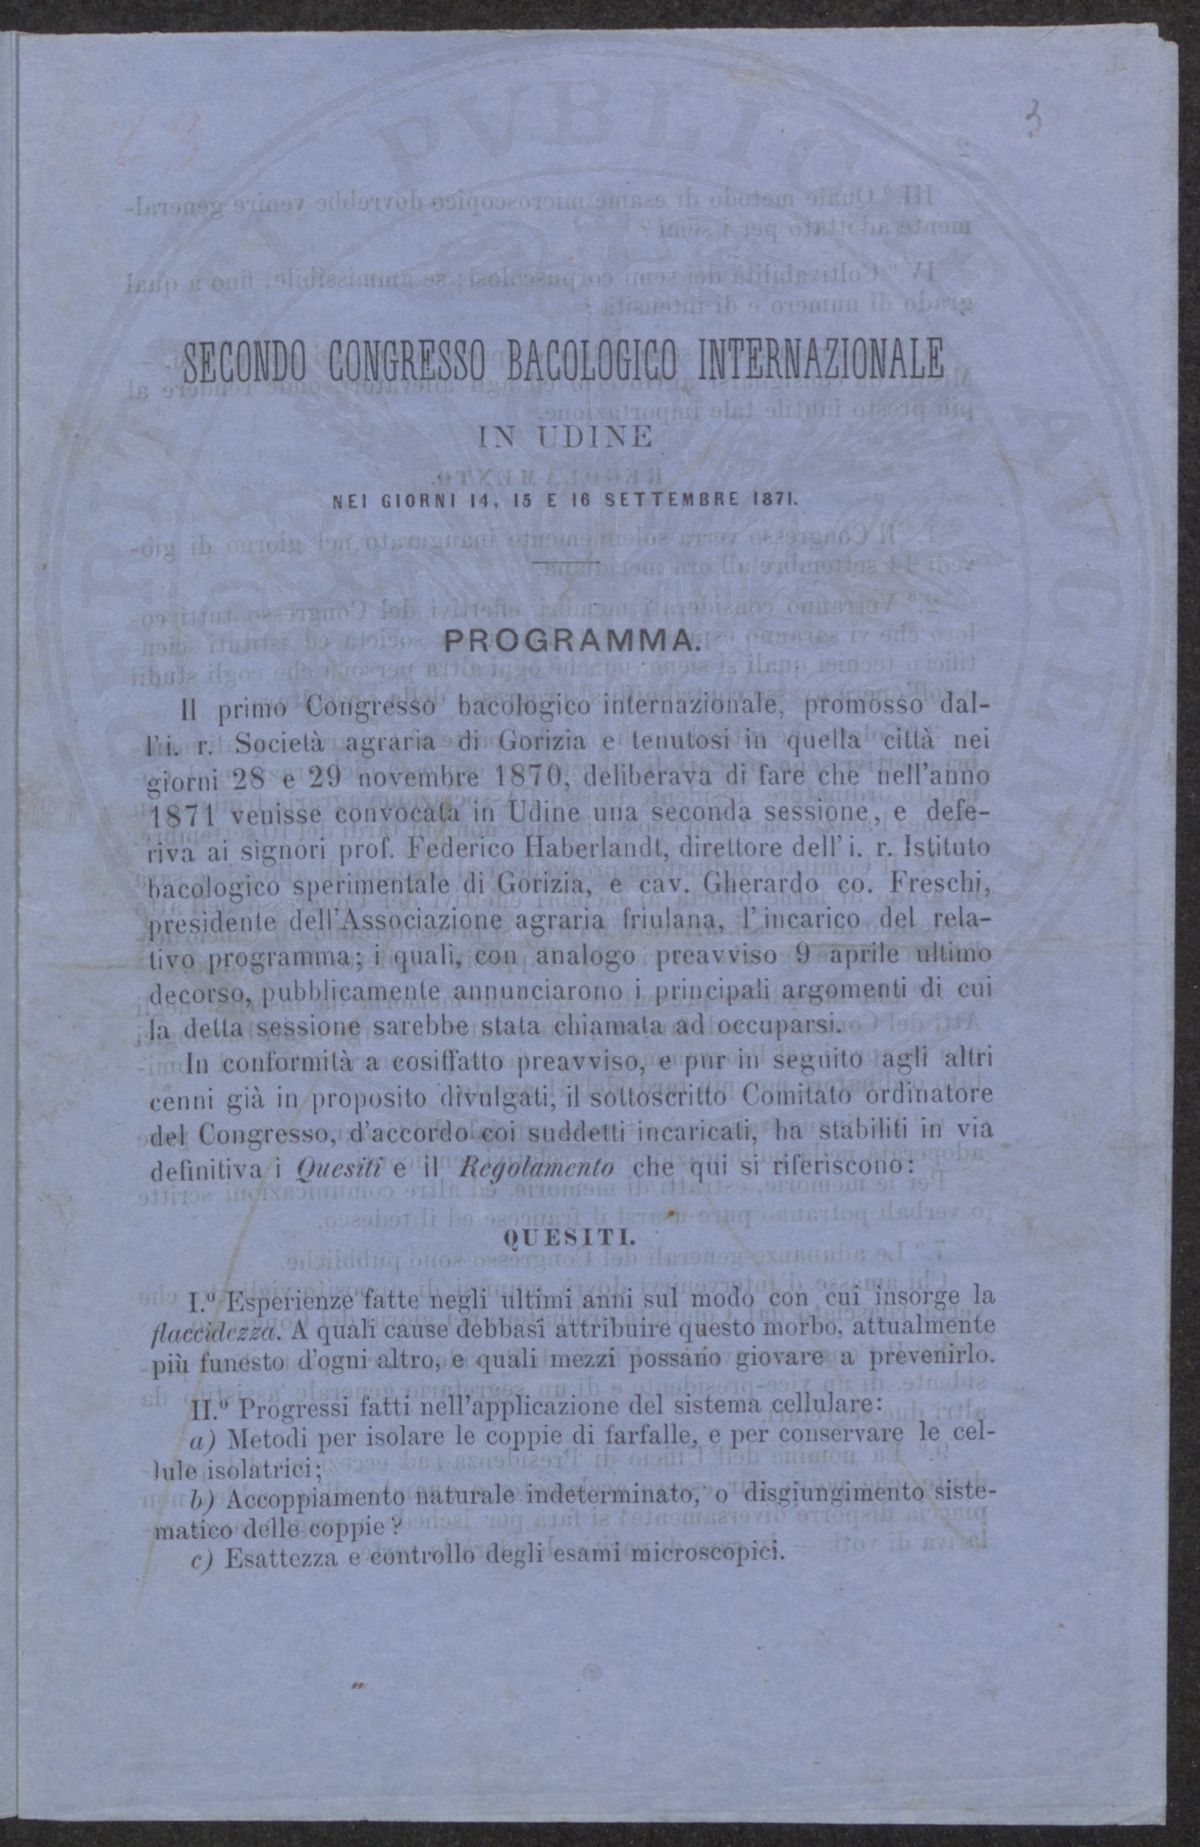 3
SECONDO CONGRESSO BACOLOGICO INTERNAZIONALE
IN UDINE
NEI GIORNI 14, 15 E 16 SETTEMBRE 1871.
PROGRAMMA.
Il primo Congresso bacologico internazionale, promosso dal-
l'i. r. Società agraria di Gorizia e tenutosi in quella città nei
giorni 28 e 29 novembre 1870, deliberava di fare che nell'anno
1871 venisse convocata in Udine una seconda sessione, e defe-
riva ai signori prof. Federico Haberlandt, direttore dell' i. r. Istituto
bacologico sperimentale di Gorizia, e cav. Gherardo co. Freschi,
presidente dell'Associazione agraria friulana, l'incarico del rela-
tivo programma; i quali, con analogo preavviso 9 aprile ultimo
decorso, pubblicamente annunciarono i principali argomenti di cui
la detta sessione sarebbe stata chiamata ad occuparsi.
In conformità a cosiffatto preavviso, e pur in seguito agli altri
cenni già in proposito divulgati, il sottoscritto Comitato ordinatore
del Congresso, d'accordo coi suddetti incaricati, ha stabiliti in via
definitiva i Quesiti e il Regolamento che qui si riferiscono:
QUESITI.
I.º Esperienze fatte negli ultimi anni sul modo con cui insorge la
flaccidezza. A quali cause debbasi attribuire questo morbo, attualmente
più funesto d'ogni altro, e quali mezzi possano giovare a prevenirlo.
II.º Progressi fatti nell'applicazione del sistema cellulare:
a) Metodi per isolare le coppie di farfalle, e per conservare le cel-
lule isolatrici;
b) Accoppiamento naturale indeterminato, o disgiungimento siste-
matico delle coppie?
c) Esattezza e controllo degli esami microscopici.